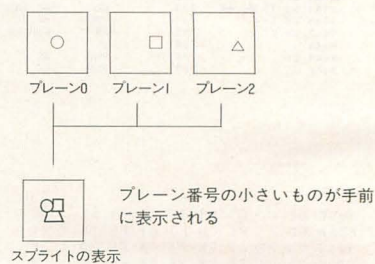 プレーン0 プレーン1 プレーン2
プレーン番号の小さいものが手前
に表示される
スプライトの表示